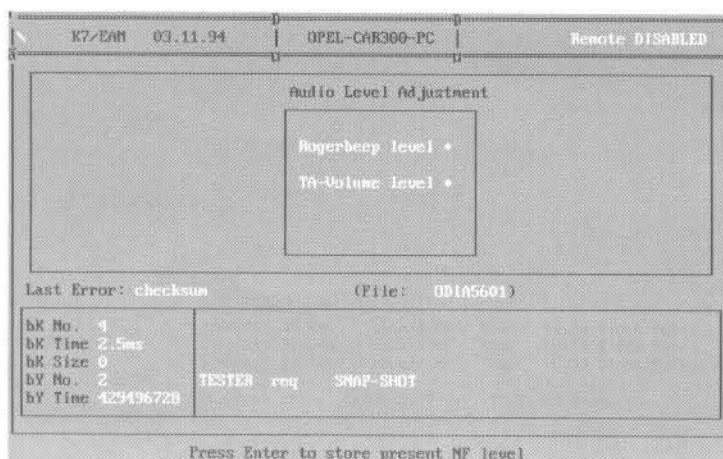 K7/EAM 03.11.94 OPEL-CAR300-PC Remote DISABLED
Audio Level Adjustment
Rogerbeep level •
TA-Volume level •
Last Error: checksum (File: ODIA5601)
bK No. 4
bK Time 2.5ms
bK Size 0
bY No. 2
TESTER req SNAP-SHOT
bY Time 429496728
Press Enter to store present NF level